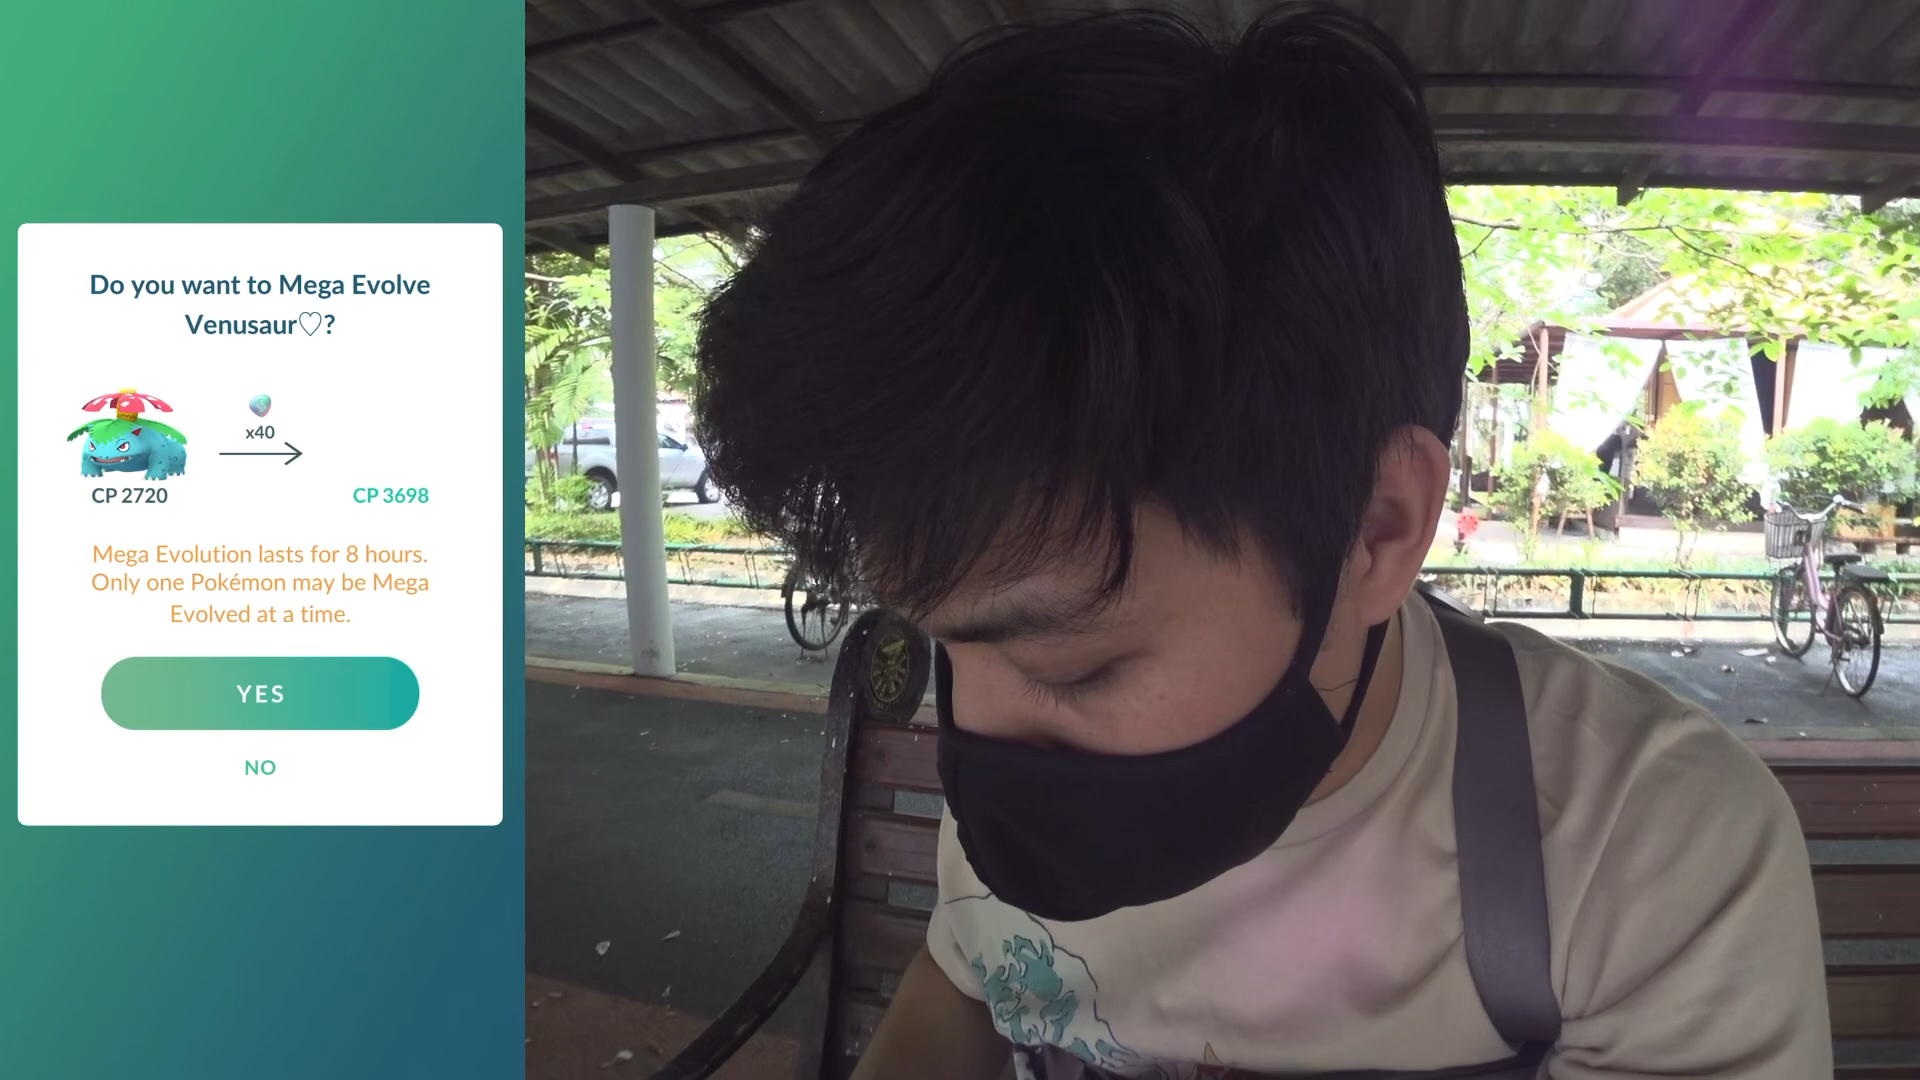 Do you want to Mega Evolve
Venusaur♡?
x40
CP 2720
CP 3698
Mega Evolution lasts for 8 hours.
Only one Pokémon may be Mega
Evolved at a time.
YES
NO